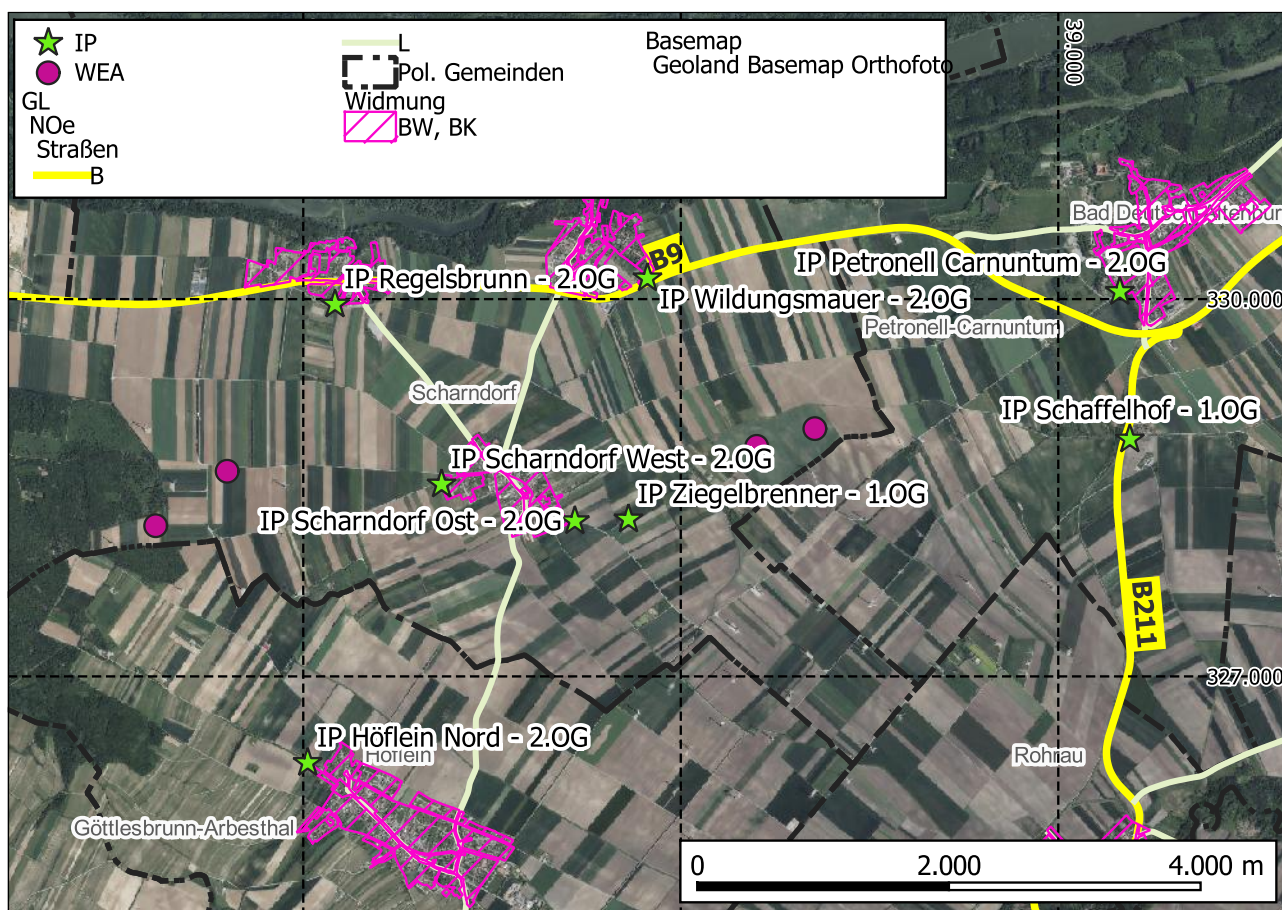 IP
WEA
GL
NOe
Straßen
B
L
Pol. Gemeinden
Widmung
BW, BK
Basemap
Geoland Basemap Orthofoto
39.000
Bad Deutsch-Altenbur
B9
IP Petronell Carnuntum - 2.OG
IP Regelsbrunn - 2.OG
IP Wildungsmauer - 2.OG
330.000
Petronell-Carnuntum
Scharndorf
IP Schaffelhof - 1.OG
IP Scharndorf West - 2.OG
IP Ziegelbrenner - 1.OG
IP Scharndorf Ost - 2.OG
B211
327.000
IP Höflein Nord - 2.OG
Höflein
Rohrau
Göttlesbrunn-Arbesthal
0 2.000 4.000 m